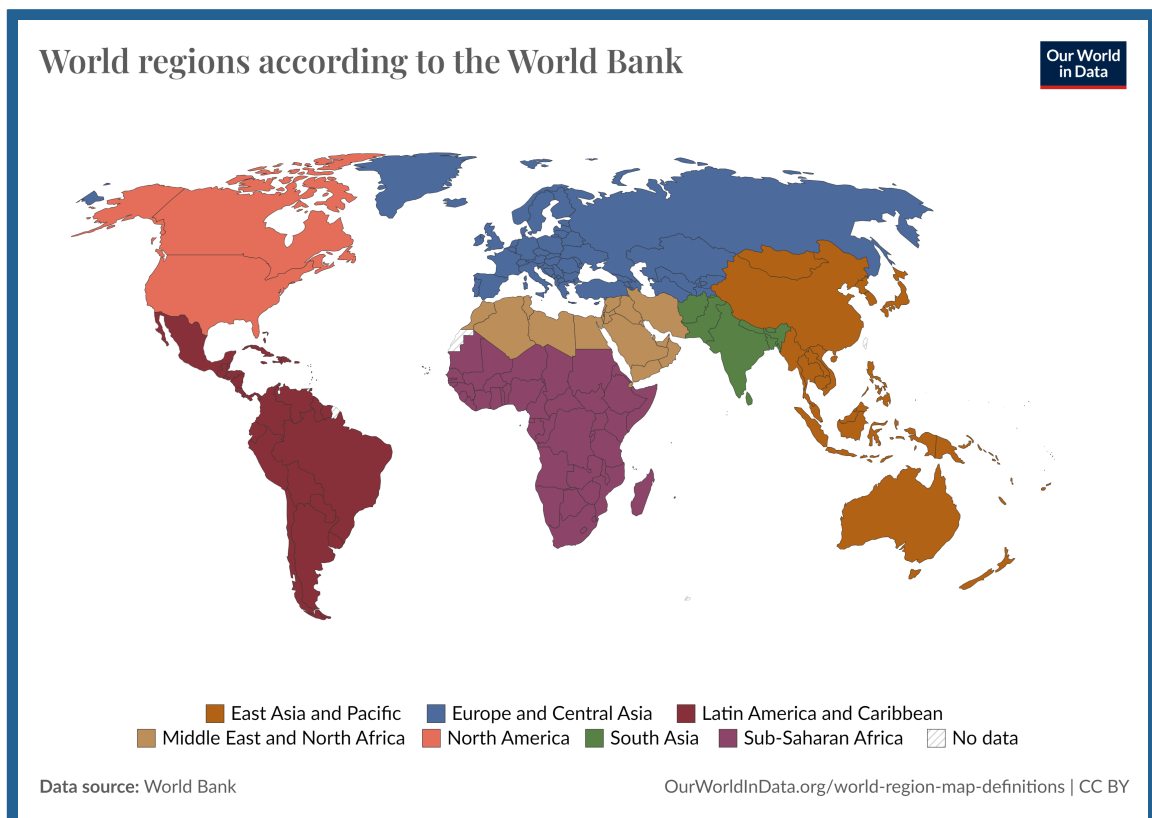 World regions according to the World Bank
Our World
in Data
East Asia and Pacific
Europe and Central Asia
Latin America and Caribbean
Middle East and North Africa
North America
South Asia
Sub-Saharan Africa
No data
Data source: World Bank
OurWorldInData.org/world-region-map-definitions | CC BY